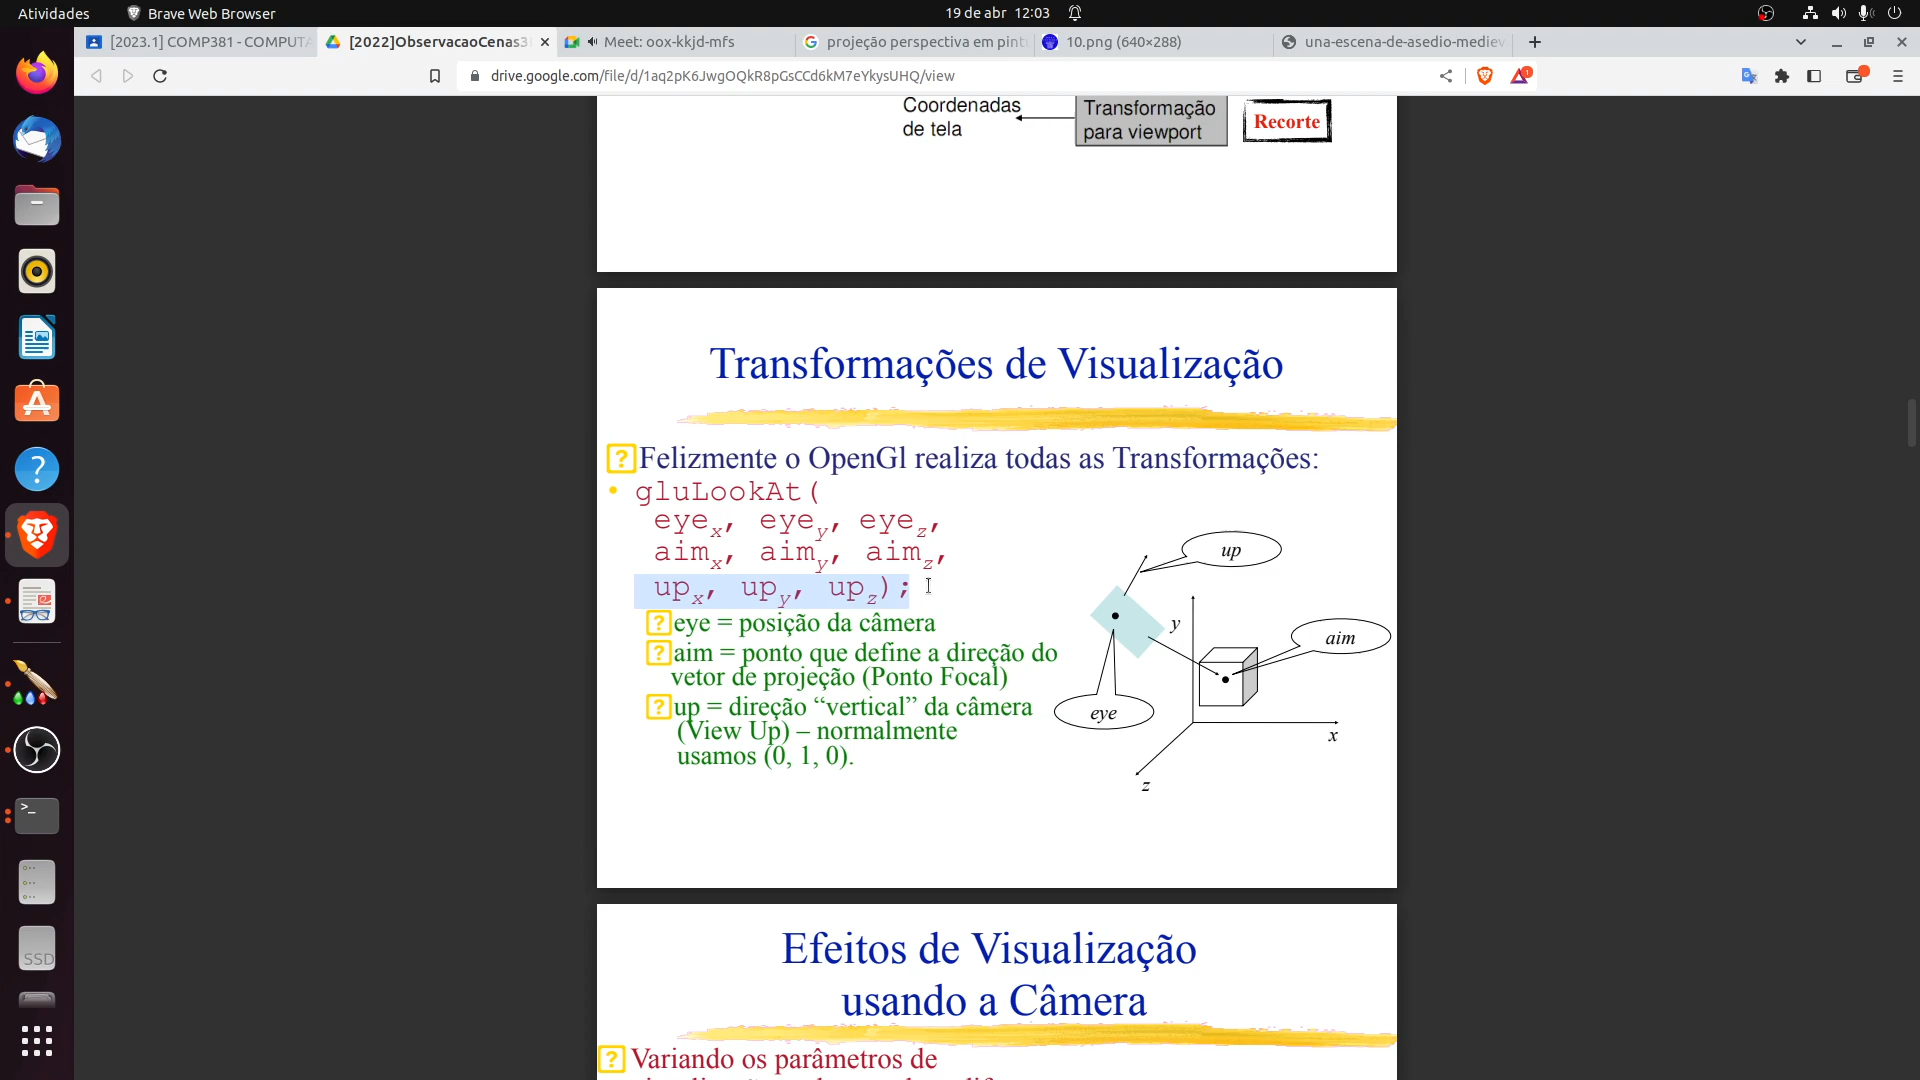 Atividades
Brave Web Browser
19 de abr 12:03
[2023.1] COMP381 - COMPUTA
[2022]ObservacaoCenas3
Meet: oox-kkjd-mfs
projeção perspectiva em pint
10.png (640×288)
una-escena-de-asedio-mediev
drive.google.com/file/d/1aq2pK6JwgOQkR8pGsCCd6kM7eYkysUHQ/view
1
Coordenadas
de tela
Transformação
para viewport
Recorte
Transformações de Visualização
Felizmente o OpenGl realiza todas as Transformações:
• gluLookAt(
eyex, eyey, eyez,
aimx, aimy, aimz,
upx, upy, upz);
eye = posição da câmera
aim = ponto que define a direção do
vetor de projeção (Ponto Focal)
up = direção “vertical” da câmera
(View Up) – normalmente
usamos (0, 1, 0).
up
y
aim
eye
x
z
Efeitos de Visualização
usando a Câmera
Variando os parâmetros de
SSD